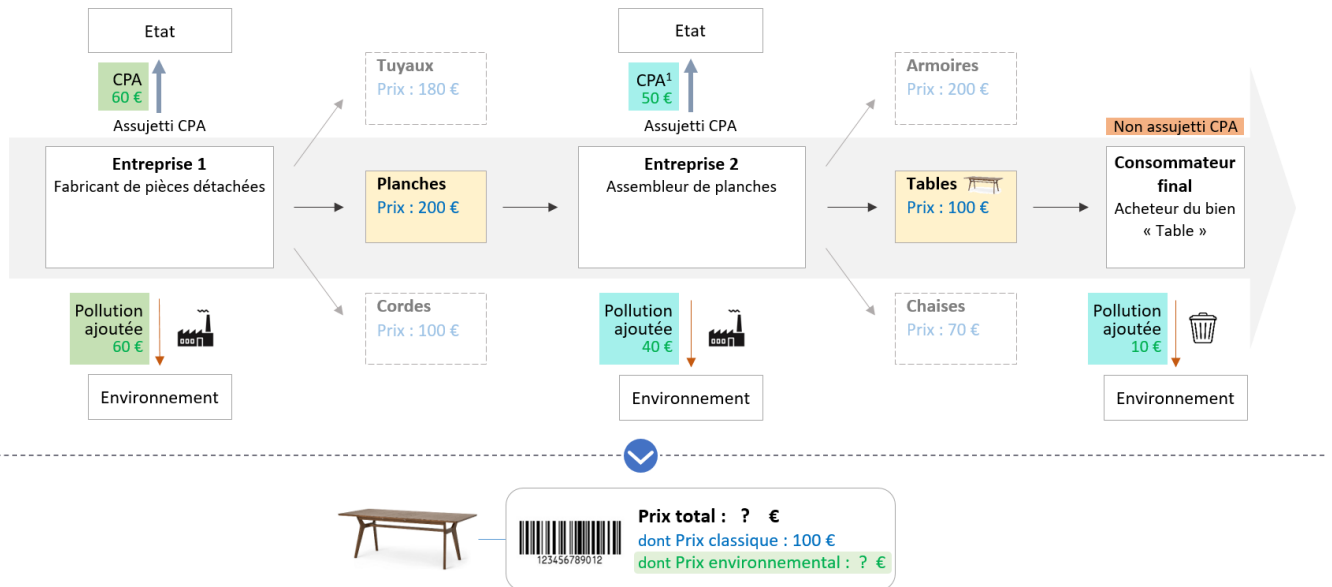 Etat
Etat
CPA
60 €
CPA¹
50 €
Tuyaux
Prix : 180 €
Armoires
Prix : 200 €
Assujetti CPA
Assujetti CPA
Non assujetti CPA
Entreprise 1
Fabricant de pièces détachées
Planches
Prix : 200 €
Entreprise 2
Assembleur de planches
Tables
Prix : 100 €
Consommateur
final
Acheteur du bien
« Table »
Pollution
ajoutée
60 €
Cordes
Prix : 100 €
Pollution
ajoutée
40 €
Chaises
Prix : 70 €
Pollution
ajoutée
10 €
Environnement
Environnement
Environnement
123456789012
Prix total : ? €
dont Prix classique : 100 €
dont Prix environnemental : ? €